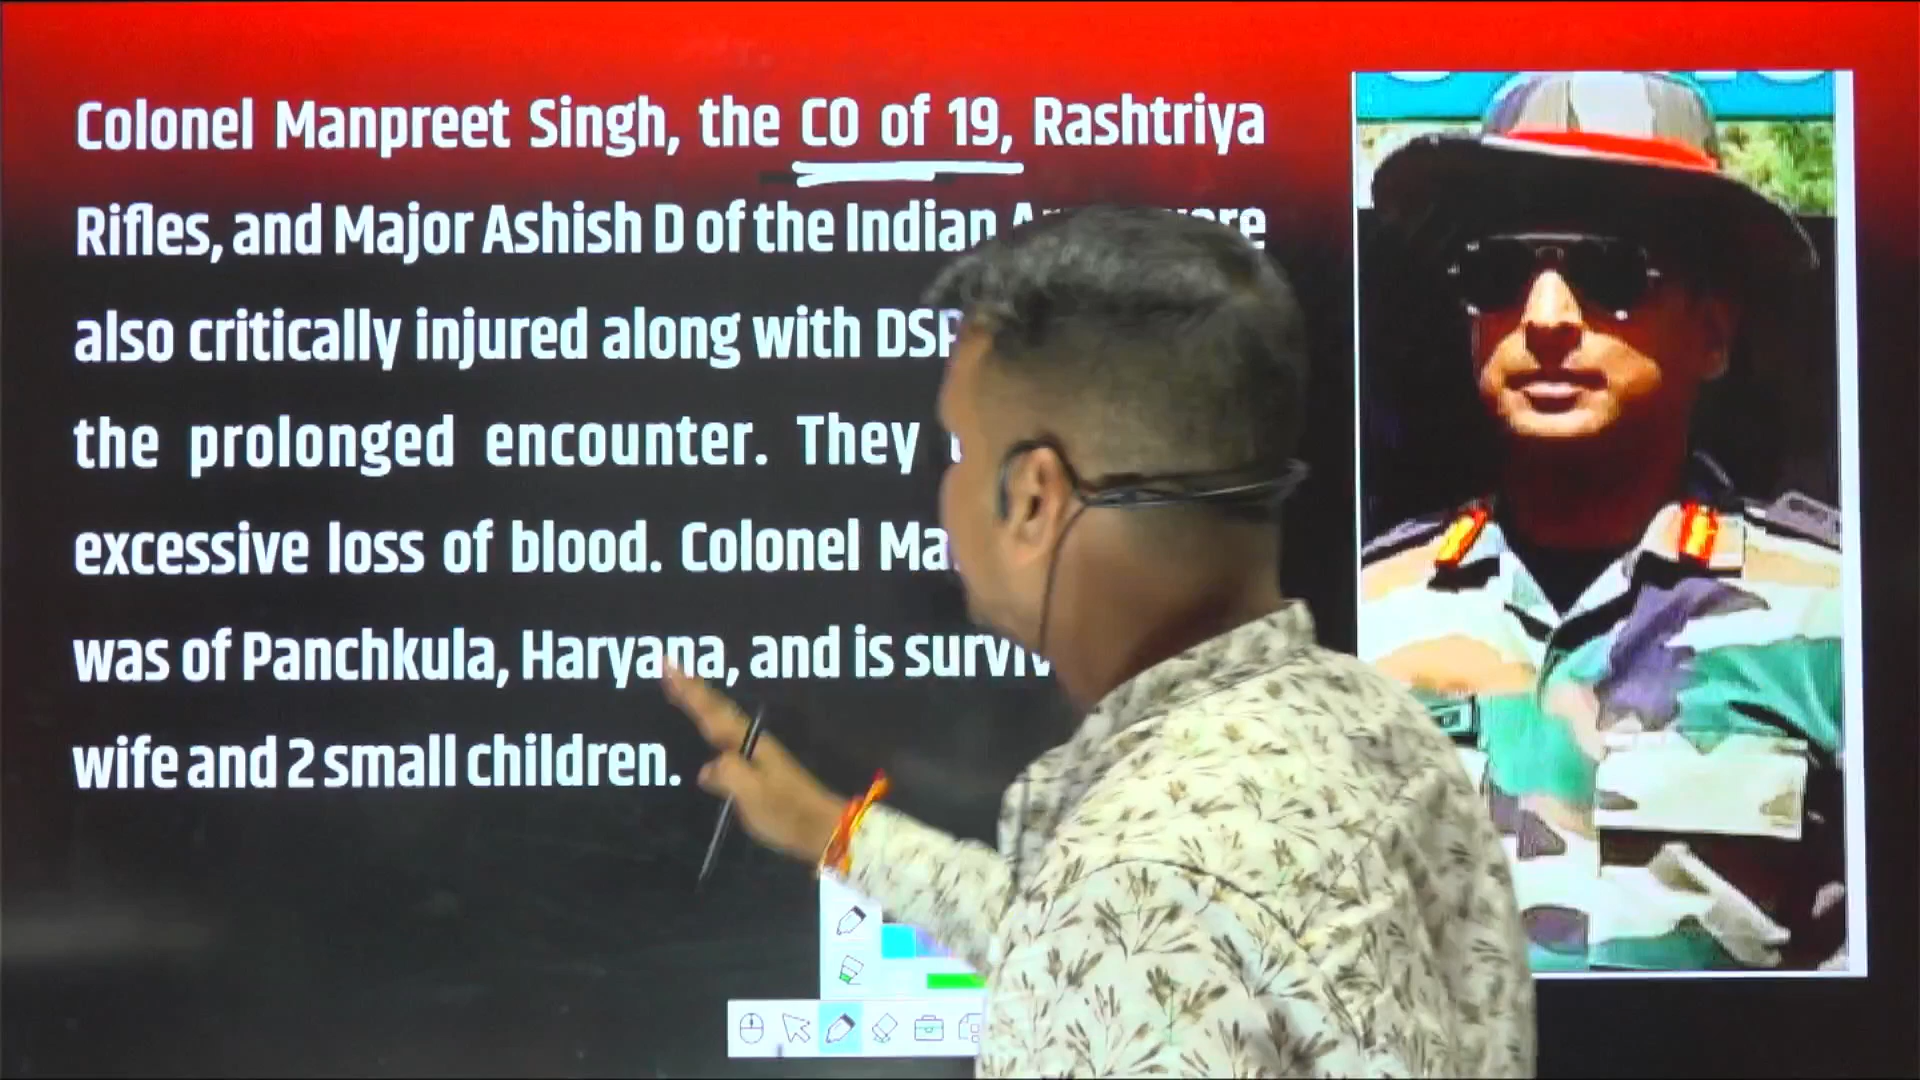 Colonel Manpreet Singh, the CO of 19, Rashtriya
Rifles, and Major Ashish D of the Indian
also critically injured along with
the prolonged encounter. They
excessive loss of blood. Colonel
was of Panchkula, Haryana, and is
wife and 2 small children.